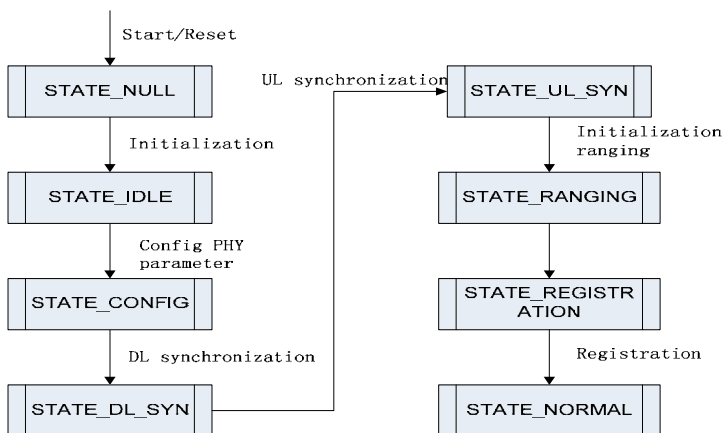 Start/Reset
STATE_NULL
Initialization
STATE_IDLE
Config PHY
parameter
STATE_CONFIG
DL synchronization
STATE_DL_SYN
UL synchronization
STATE_UL_SYN
Initialization
ranging
STATE_RANGING
STATE_REGISTR
ATION
Registration
STATE_NORMAL